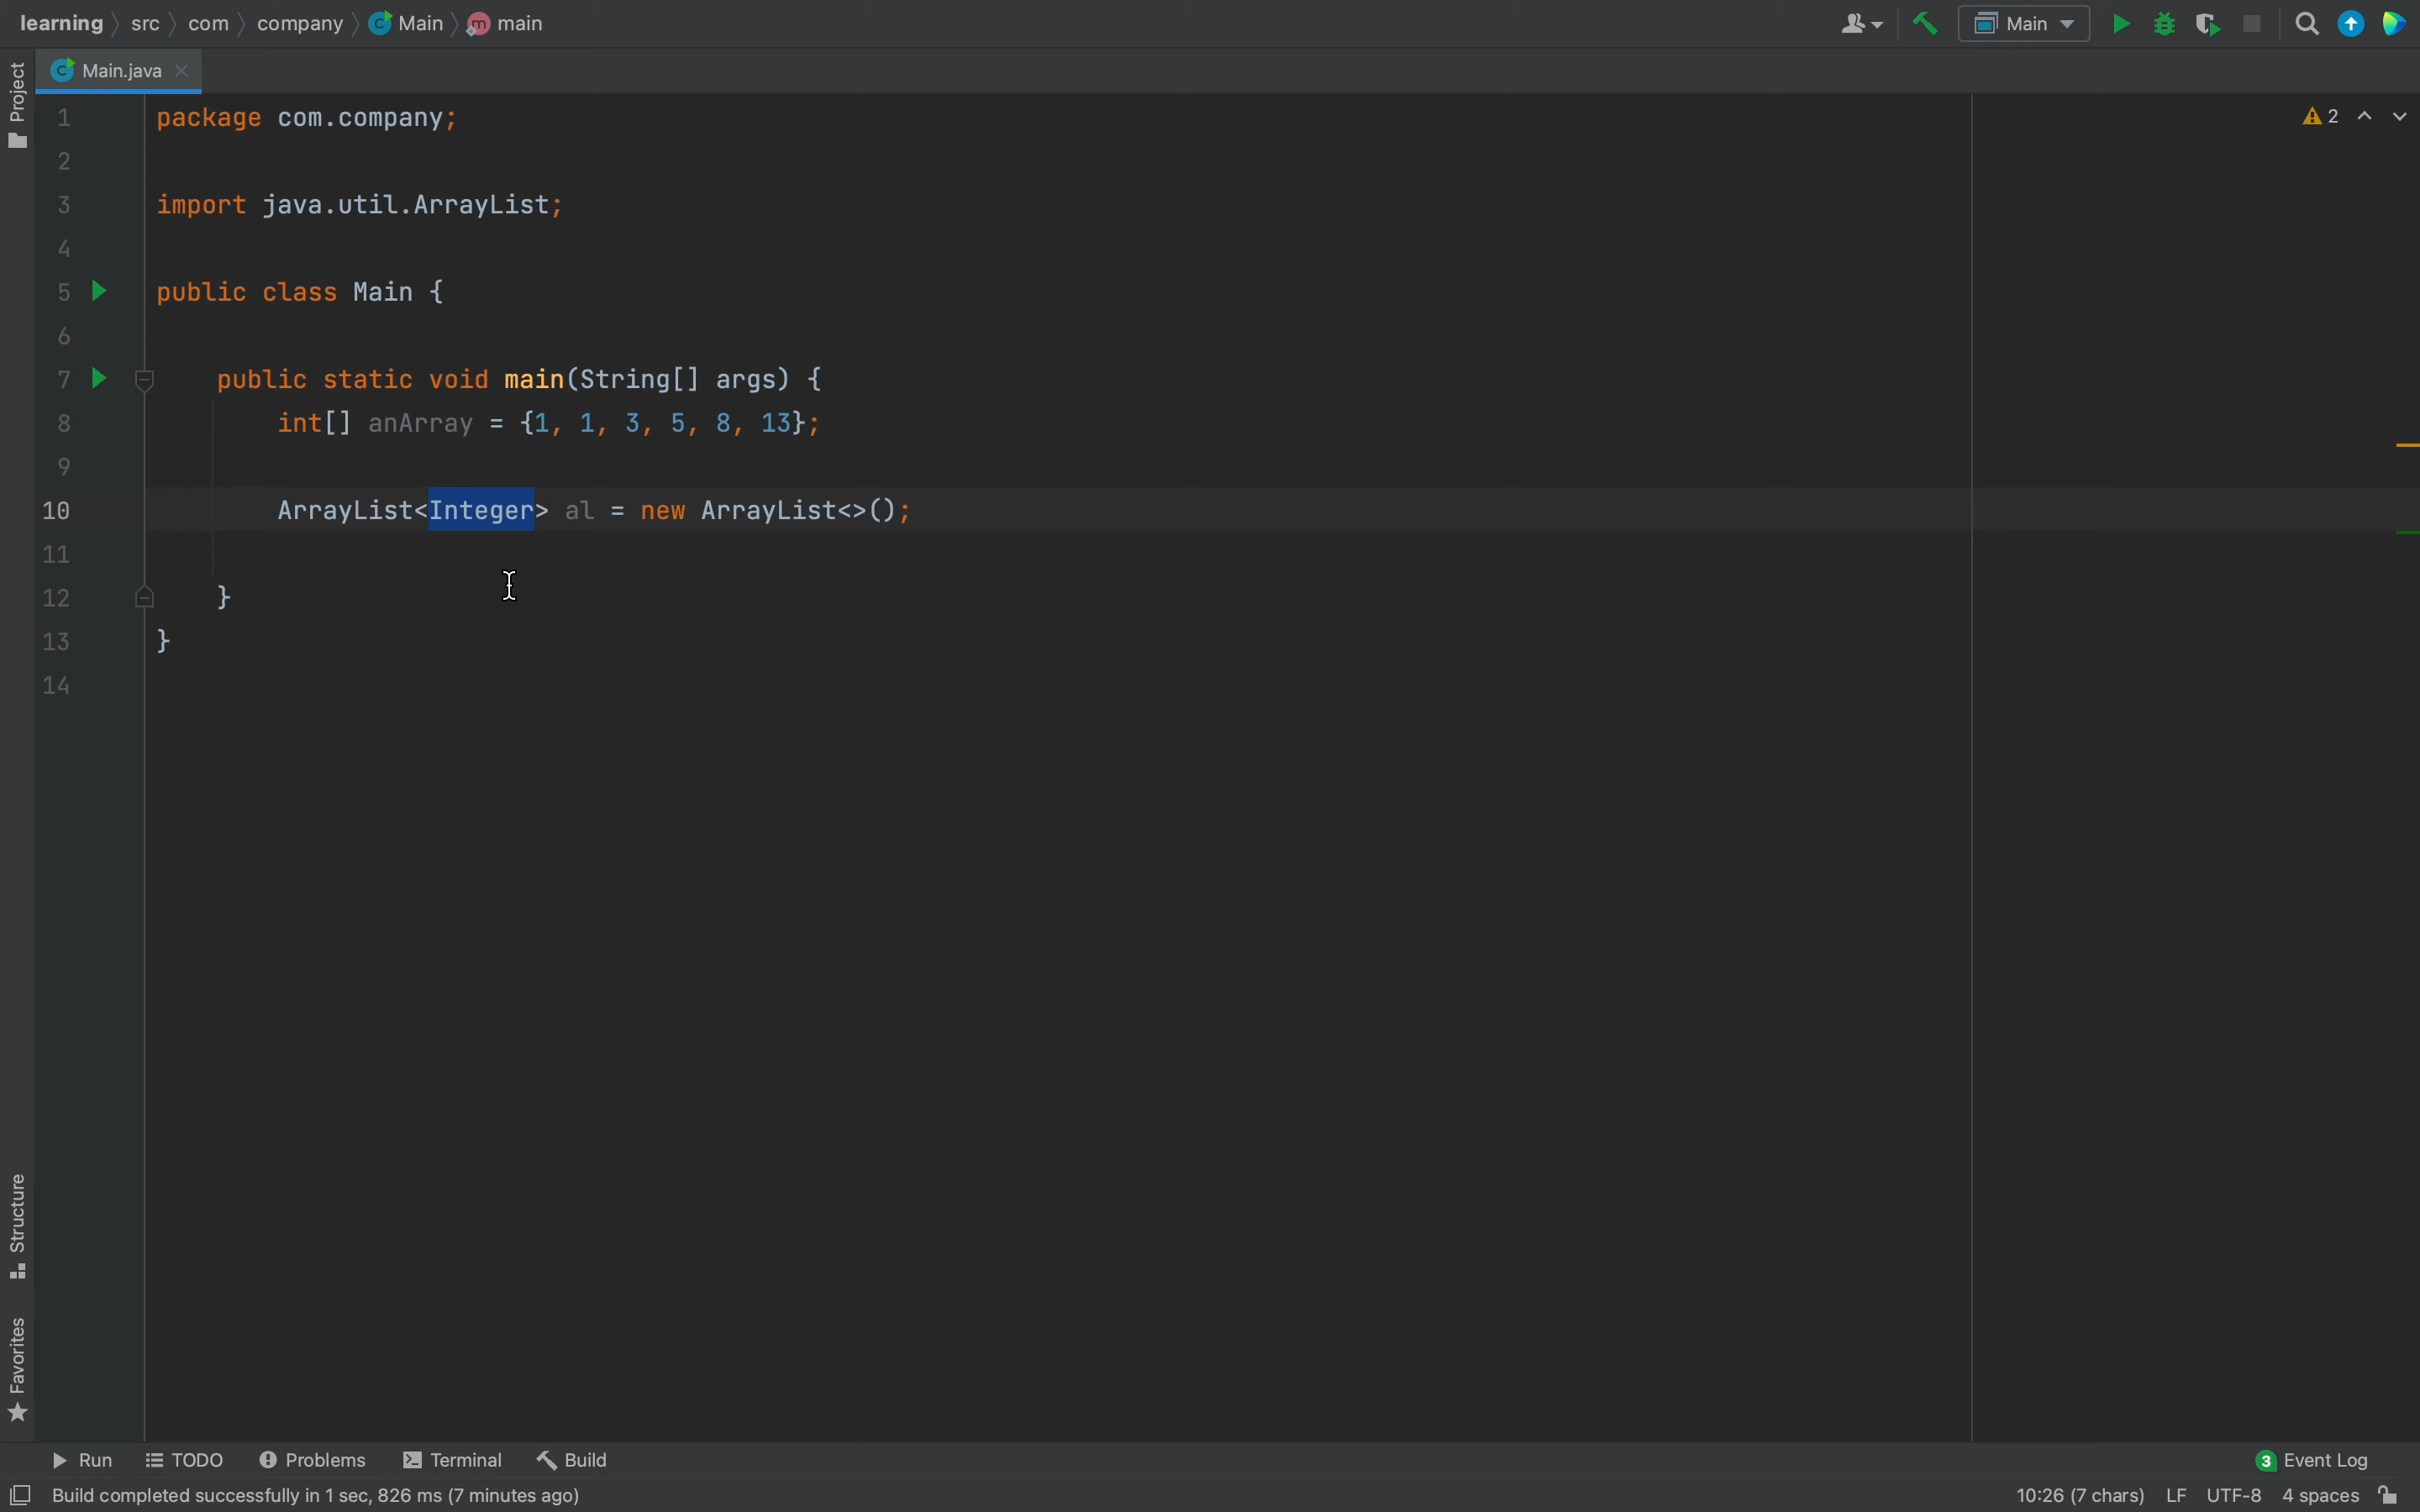 learning src com company Main main
Main
Project
Main.java
2
1 package com.company;
2
3 import java.util.ArrayList;
4
5 public class Main {
6
7 public static void main(String[] args) {
8 int[] anArray = {1, 1, 3, 5, 8, 13};
9
10 ArrayList<Integer> al = new ArrayList<>();
11
12 }
13 }
14
Structure
Favorites
Run TODO Problems Terminal Build
3 Event Log
Build completed successfully in 1 sec, 826 ms (7 minutes ago)
10:26 (7 chars) LF UTF-8 4 spaces